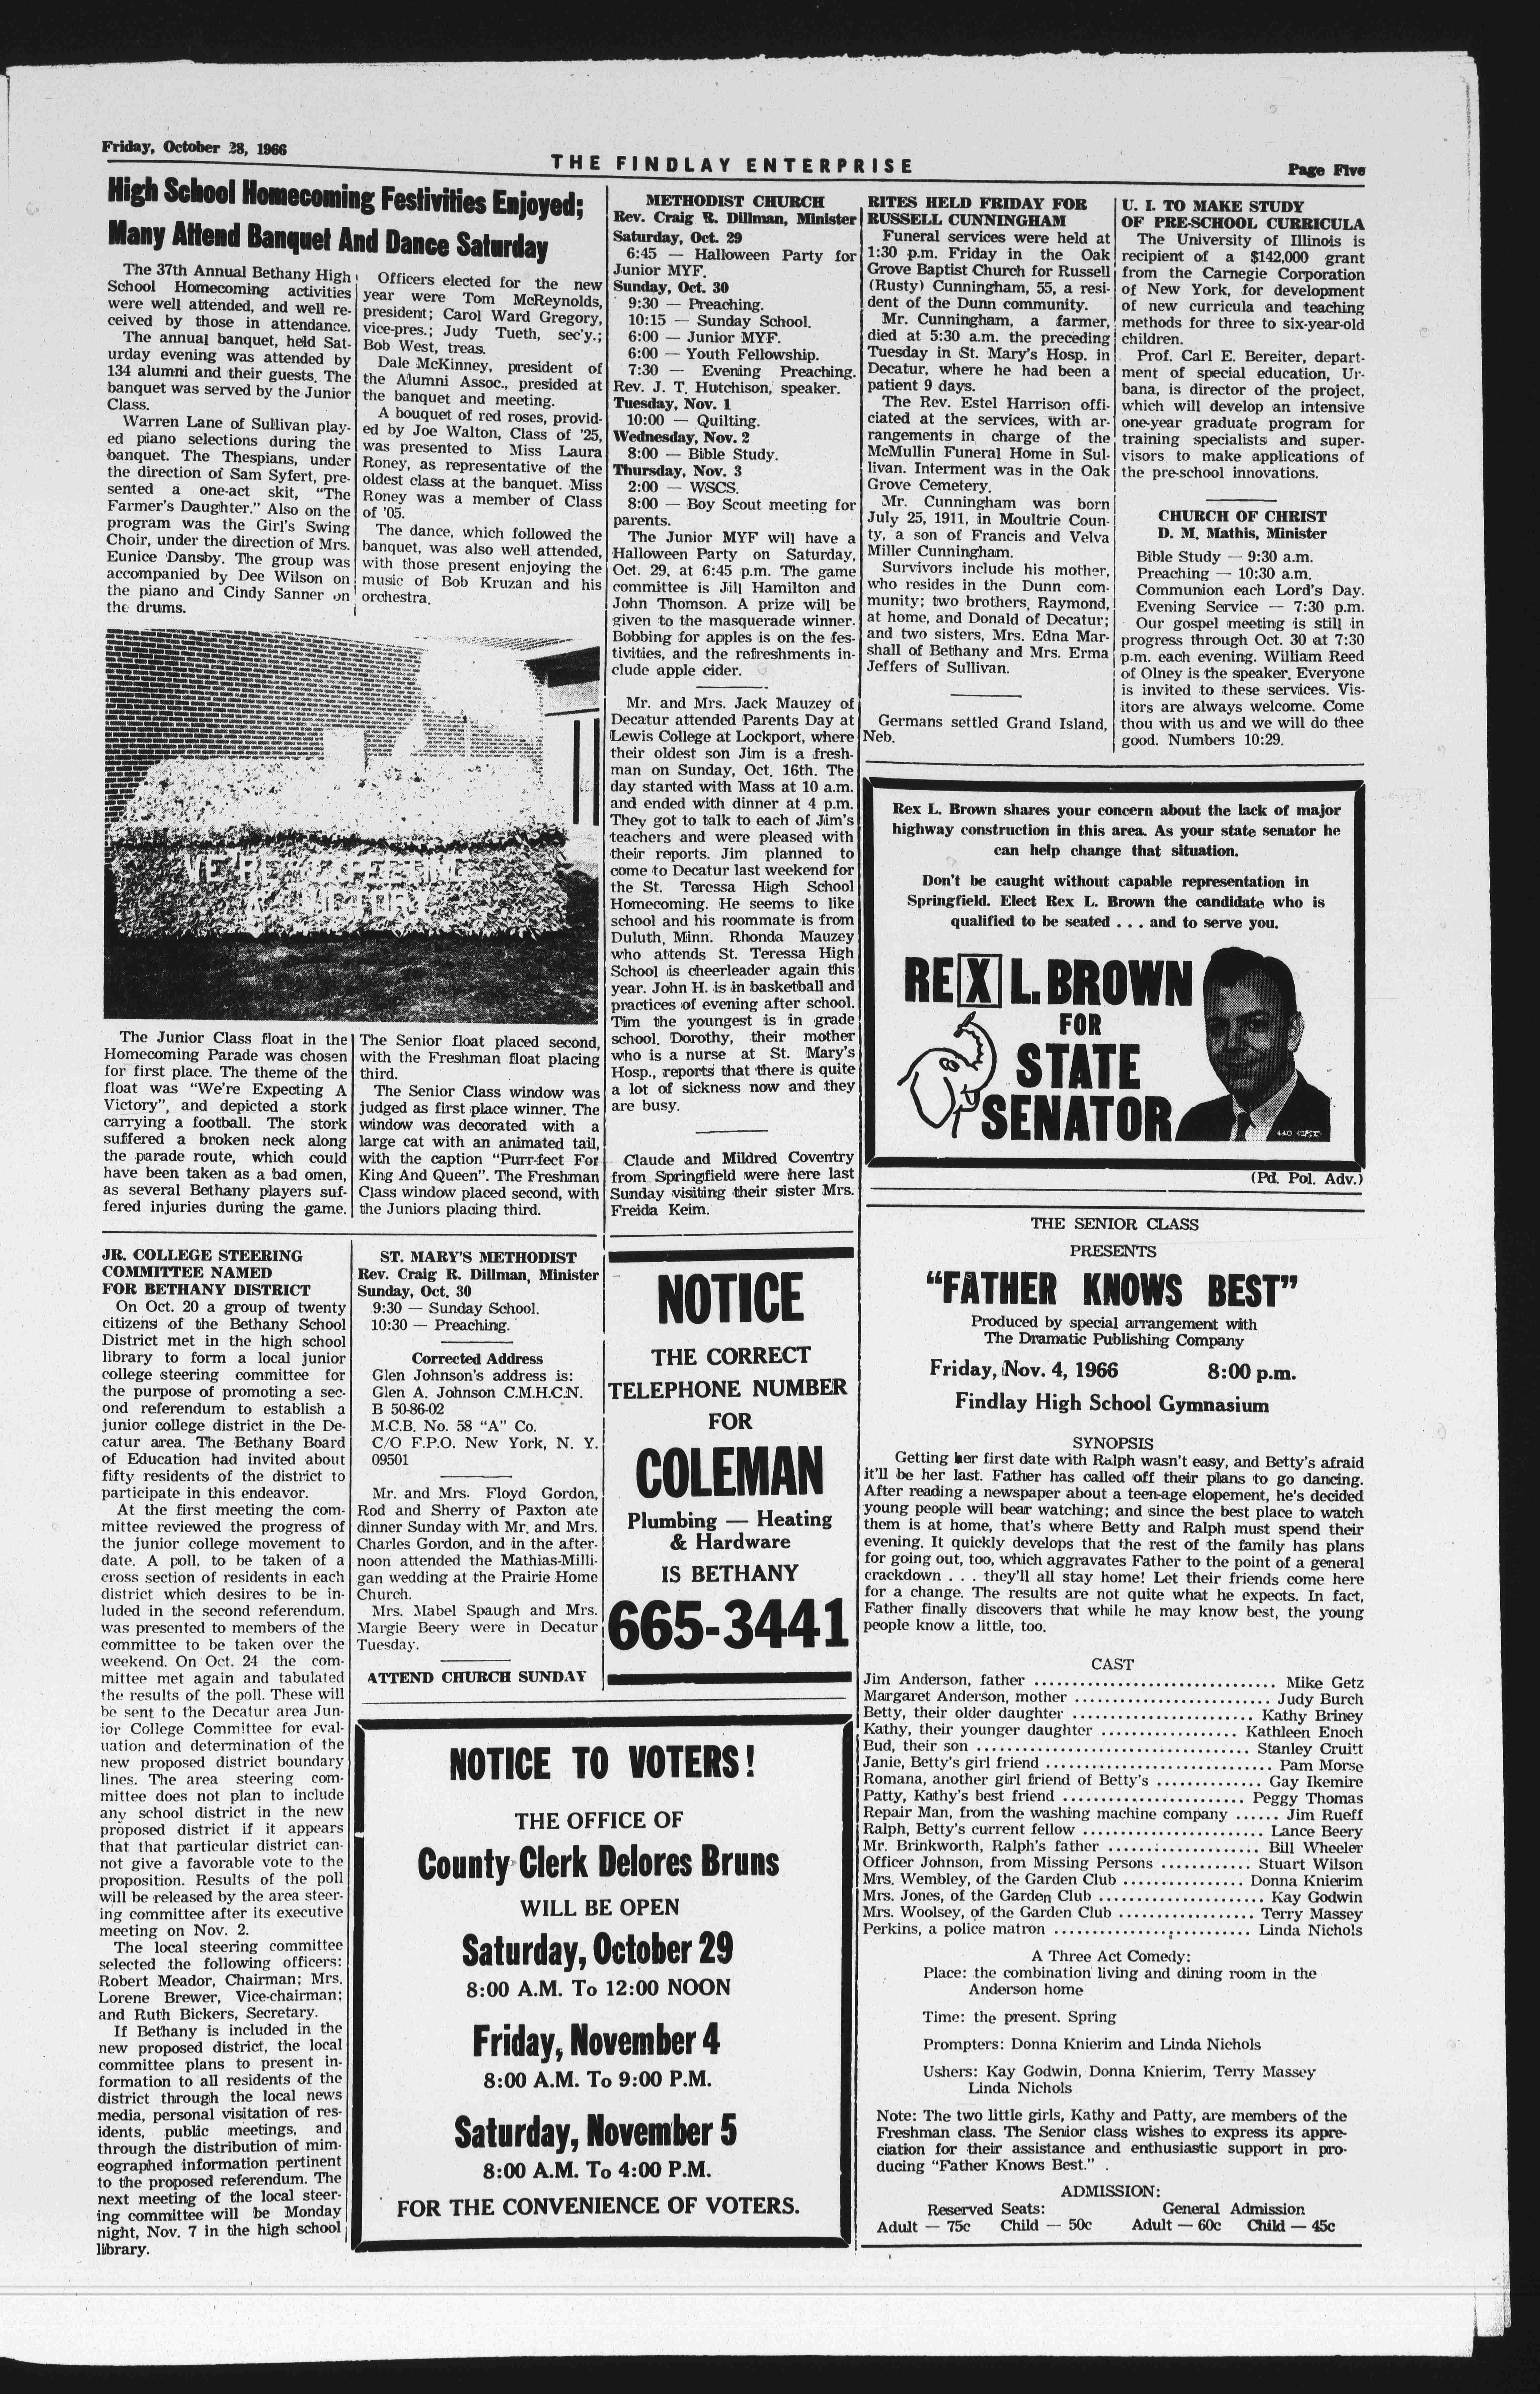 Friday, October 28, 1966
THE FINDLAY ENTERPRISE
Page Five
High School Homecoming Festivities Enjoyed;
Many Attend Banquet And Dance Saturday
The 37th Annual Bethany High
School Homecoming activities
were well attended, and well re-
ceived by those in attendance.
The annual banquet, held Sat-
urday evening was attended by
134 alumni and their guests. The
banquet was served by the Junior
Class.
Warren Lane of Sullivan play-
ed piano selections during the
banquet. The Thespians, under
the direction of Sam Syfert, pre-
sented a one-act skit, "The
Farmer's Daughter." Also on the
program was the Girl's Swing
Choir, under the direction of Mrs.
Eunice Dansby. The group was
accompanied by Dee Wilson on
the piano and Cindy Sanner on
the drums.
Officers elected for the new
year were Tom McReynolds,
president; Carol Ward Gregory,
vice-pres.; Judy Tueth, sec'y.;
Bob West, treas.
Dale McKinney, president of
the Alumni Assoc., presided at
the banquet and meeting.
A bouquet of red roses, provid-
ed by Joe Walton, Class of '25,
was presented to Miss Laura
Roney, as representative of the
oldest class at the banquet. Miss
Roney was a member of Class
of '05.
The dance, which followed the
banquet, was also well attended,
with those present enjoying the
music of Bob Kruzan and his
orchestra.
WE'RE EXPECTING
A VICTORY
The Junior Class float in the
Homecoming Parade was chosen
for first place. The theme of the
float was "We're Expecting A
Victory", and depicted a stork
carrying a football. The stork
suffered a broken neck along
the parade route, which could
have been taken as a bad omen,
as several Bethany players suf-
fered injuries during the game.
The Senior float placed second,
with the Freshman float placing
third.
The Senior Class window was
judged as first place winner. The
window was decorated with a
large cat with an animated tail,
with the caption "Purr-fect For
King And Queen". The Freshman
Class window placed second, with
the Juniors placing third.
JR. COLLEGE STEERING
COMMITTEE NAMED
FOR BETHANY DISTRICT
On Oct. 20 a group of twenty
citizens of the Bethany School
District met in the high school
library to form a local junior
college steering committee for
the purpose of promoting a sec-
ond referendum to establish a
junior college district in the De-
catur area. The Bethany Board
of Education had invited about
fifty residents of the district to
participate in this endeavor.
At the first meeting the com-
mittee reviewed the progress of
the junior college movement to
date. A poll, to be taken of a
cross section of residents in each
district which desires to be in-
luded in the second referendum,
was presented to members of the
committee to be taken over the
weekend. On Oct. 24 the com-
mittee met again and tabulated
the results of the poll. These will
be sent to the Decatur area Jun-
ior College Committee for eval-
uation and determination of the
new proposed district boundary
lines. The area steering com-
mittee does not plan to include
any school district in the new
proposed district if it appears
that that particular district can-
not give a favorable vote to the
proposition. Results of the poll
will be released by the area steer-
ing committee after its executive
meeting on Nov. 2.
The local steering committee
selected the following officers:
Robert Meador, Chairman; Mrs.
Lorene Brewer, Vice-chairman;
and Ruth Bickers, Secretary.
If Bethany is included in the
new proposed district, the local
committee plans to present in-
formation to all residents of the
district through the local news
media, personal visitation of res-
idents, public meetings, and
through the distribution of mim-
eographed information pertinent
to the proposed referendum. The
next meeting of the local steer-
ing committee will be Monday
night, Nov. 7 in the high school
library.
ST. MARY'S METHODIST
Rev. Craig R. Dillman, Minister
Sunday, Oct. 30
9:30 — Sunday School.
10:30 — Preaching.
Corrected Address
Glen Johnson's address is:
Glen A. Johnson C.M.H.C.N.
B 50-86-02
M.C.B. No. 58 "A" Co.
C/O F.P.O. New York, N. Y.
09501
Mr. and Mrs. Floyd Gordon,
Rod and Sherry of Paxton ate
dinner Sunday with Mr. and Mrs.
Charles Gordon, and in the after-
noon attended the Mathias-Milli-
gan wedding at the Prairie Home
Church.
Mrs. Mabel Spaugh and Mrs.
Margie Beery were in Decatur
Tuesday.
ATTEND CHURCH SUNDAY
METHODIST CHURCH
Rev. Craig R. Dillman, Minister
Saturday, Oct. 29
6:45 — Halloween Party for
Junior MYF.
Sunday, Oct. 30
9:30 — Preaching.
10:15 — Sunday School.
6:00 — Junior MYF.
6:00 — Youth Fellowship.
7:30 — Evening Preaching.
Rev. J. T. Hutchison, speaker.
Tuesday, Nov. 1
10:00 — Quilting.
Wednesday, Nov. 2
8:00 — Bible Study.
Thursday, Nov. 3
2:00 — WSCS.
8:00 — Boy Scout meeting for
parents.
The Junior MYF will have a
Halloween Party on Saturday,
Oct. 29, at 6:45 p.m. The game
committee is Jill Hamilton and
John Thomson. A prize will be
given to the masquerade winner.
Bobbing for apples is on the fes-
tivities, and the refreshments in-
clude apple cider.
Mr. and Mrs. Jack Mauzey of
Decatur attended Parents Day at
Lewis College at Lockport, where
their oldest son Jim is a fresh-
man on Sunday, Oct. 16th. The
day started with Mass at 10 a.m.
and ended with dinner at 4 p.m.
They got to talk to each of Jim's
teachers and were pleased with
their reports. Jim planned to
come to Decatur last weekend for
the St. Teressa High School
Homecoming. He seems to like
school and his roommate is from
Duluth, Minn. Rhonda Mauzey
who attends St. Teressa High
School is cheerleader again this
year. John H. is in basketball and
practices of evening after school.
Tim the youngest is in grade
school. Dorothy, their mother
who is a nurse at St. Mary's
Hosp., reports that there is quite
a lot of sickness now and they
are busy.
Claude and Mildred Coventry
from Springfield were here last
Sunday visiting their sister Mrs.
Freida Keim.
NOTICE
THE CORRECT
TELEPHONE NUMBER
FOR
COLEMAN
Plumbing — Heating
& Hardware
IS BETHANY
665-3441
NOTICE TO VOTERS!
THE OFFICE OF
County Clerk Delores Bruns
WILL BE OPEN
Saturday, October 29
8:00 A.M. To 12:00 NOON
Friday, November 4
8:00 A.M. To 9:00 P.M.
Saturday, November 5
8:00 A.M. To 4:00 P.M.
FOR THE CONVENIENCE OF VOTERS.
RITES HELD FRIDAY FOR
RUSSELL CUNNINGHAM
Funeral services were held at
1:30 p.m. Friday in the Oak
Grove Baptist Church for Russell
(Rusty) Cunningham, 55, a resi-
dent of the Dunn community.
Mr. Cunningham, a farmer,
died at 5:30 a.m. the preceding
Tuesday in St. Mary's Hosp. in
Decatur, where he had been a
patient 9 days.
The Rev. Estel Harrison offi-
ciated at the services, with ar-
rangements in charge of the
McMullin Funeral Home in Sul-
livan. Interment was in the Oak
Grove Cemetery.
Mr. Cunningham was born
July 25, 1911, in Moultrie Coun-
ty, a son of Francis and Velva
Miller Cunningham.
Survivors include his mother,
who resides in the Dunn com-
munity; two brothers, Raymond,
at home, and Donald of Decatur;
and two sisters, Mrs. Edna Mar-
shall of Bethany and Mrs. Erma
Jeffers of Sullivan.
Germans settled Grand Island,
Neb.
U. I. TO MAKE STUDY
OF PRE-SCHOOL CURRICULA
The University of Illinois is
recipient of a $142,000 grant
from the Carnegie Corporation
of New York, for development
of new curricula and teaching
methods for three to six-year-old
children.
Prof. Carl E. Bereiter, depart-
ment of special education, Ur-
bana, is director of the project,
which will develop an intensive
one-year graduate program for
training specialists and super-
visors to make applications of
the pre-school innovations.
CHURCH OF CHRIST
D. M. Mathis, Minister
Bible Study — 9:30 a.m.
Preaching — 10:30 a.m.
Communion each Lord's Day.
Evening Service — 7:30 p.m.
Our gospel meeting is still in
progress through Oct. 30 at 7:30
p.m. each evening. William Reed
of Olney is the speaker. Everyone
is invited to these services. Vis-
itors are always welcome. Come
thou with us and we will do thee
good. Numbers 10:29.
Rex L. Brown shares your concern about the lack of major
highway construction in this area. As your state senator he
can help change that situation.
Don't be caught without capable representation in
Springfield. Elect Rex L. Brown the candidate who is
qualified to be seated . . . and to serve you.
REX L. BROWN
FOR
STATE
SENATOR
(Pd. Pol. Adv.)
THE SENIOR CLASS
PRESENTS
"FATHER KNOWS BEST"
Produced by special arrangement with
The Dramatic Publishing Company
Friday, Nov. 4, 1966 8:00 p.m.
Findlay High School Gymnasium
SYNOPSIS
Getting her first date with Ralph wasn't easy, and Betty's afraid
it'll be her last. Father has called off their plans to go dancing.
After reading a newspaper about a teen-age elopement, he's decided
young people will bear watching; and since the best place to watch
them is at home, that's where Betty and Ralph must spend their
evening. It quickly develops that the rest of the family has plans
for going out, too, which aggravates Father to the point of a general
crackdown . . . they'll all stay home! Let their friends come here
for a change. The results are not quite what he expects. In fact,
Father finally discovers that while he may know best, the young
people know a little, too.
CAST
Jim Anderson, father ........ Mike Getz
Margaret Anderson, mother ........ Judy Burch
Betty, their older daughter ........ Kathy Briney
Kathy, their younger daughter ........ Kathleen Enoch
Bud, their son ........ Stanley Cruitt
Janie, Betty's girl friend ........ Pam Morse
Romana, another girl friend of Betty's ........ Gay Ikemire
Patty, Kathy's best friend ........ Peggy Thomas
Repair Man, from the washing machine company ...... Jim Rueff
Ralph, Betty's current fellow ........ Lance Beery
Mr. Brinkworth, Ralph's father ........ Bill Wheeler
Officer Johnson, from Missing Persons ........ Stuart Wilson
Mrs. Wembley, of the Garden Club ........ Donna Knierim
Mrs. Jones, of the Garden Club ........ Kay Godwin
Mrs. Woolsey, of the Garden Club ........ Terry Massey
Perkins, a police matron ........ Linda Nichols
A Three Act Comedy:
Place: the combination living and dining room in the
Anderson home
Time: the present. Spring
Prompters: Donna Knierim and Linda Nichols
Ushers: Kay Godwin, Donna Knierim, Terry Massey
Linda Nichols
Note: The two little girls, Kathy and Patty, are members of the
Freshman class. The Senior class wishes to express its appre-
ciation for their assistance and enthusiastic support in pro-
ducing "Father Knows Best."
ADMISSION:
Reserved Seats: General Admission
Adult — 75c Child — 50c Adult — 60c Child — 45c